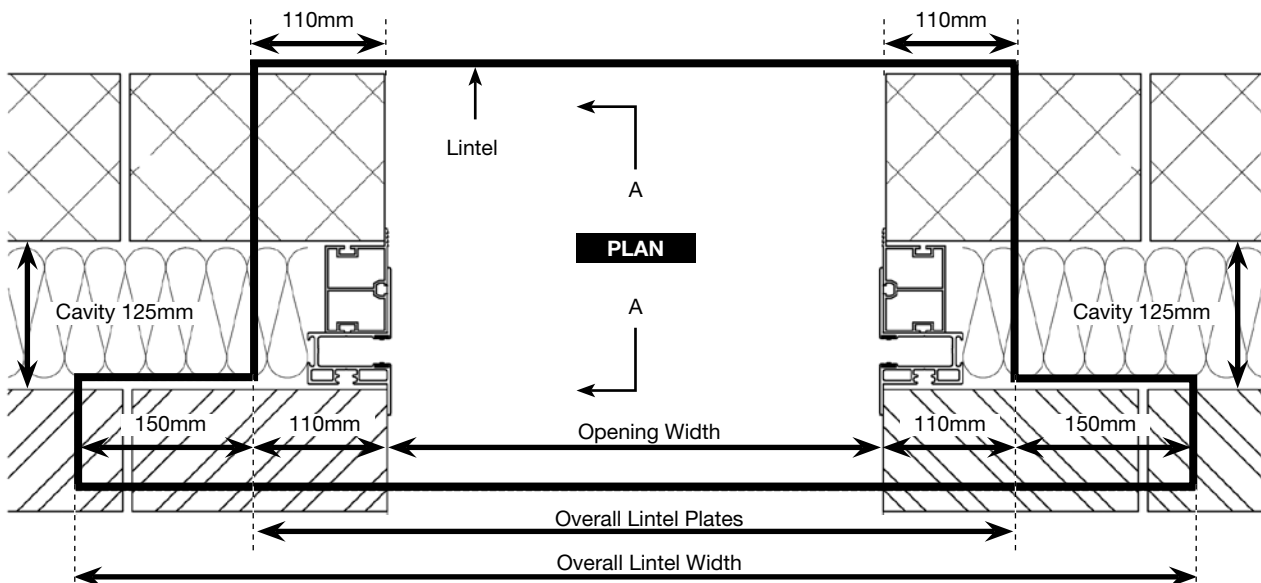 110mm
110mm
Lintel
A
PLAN
Cavity 125mm
A
Cavity 125mm
150mm
110mm
Opening Width
110mm
150mm
Overall Lintel Plates
Overall Lintel Width